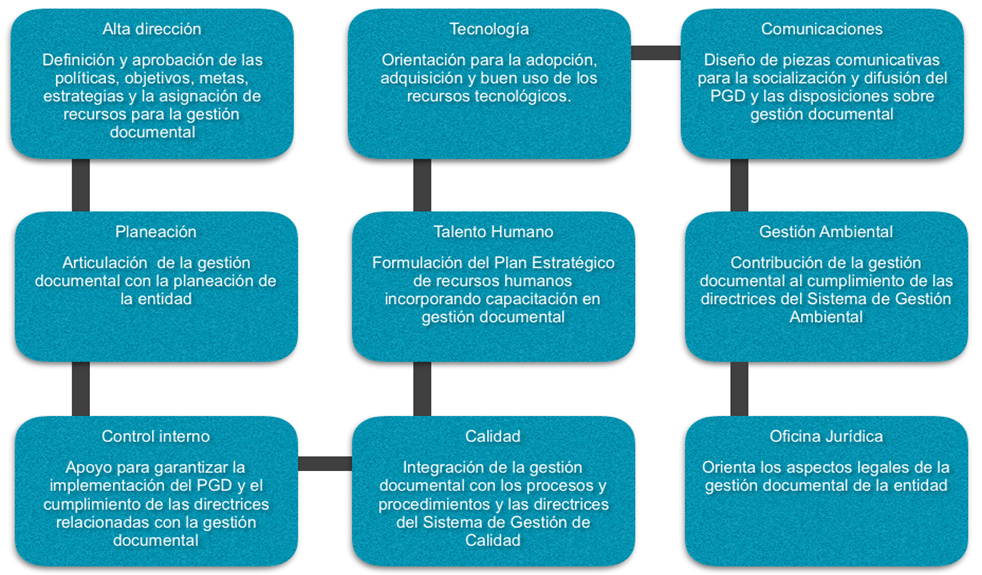 Alta dirección
Definición y aprobación de las
políticas, objetivos, metas,
estrategias y la asignación de
recursos para la gestión
documental
Planeación
Articulación  de la gestión
documental con la planeación de
la entidad
Control interno
Apoyo para garantizar la
implementación del PGD y el
cumplimiento de las directrices
relacionadas con la gestión
documental
Calidad
Integración de la gestión
documental con los procesos y
procedimientos y las directrices
del Sistema de Gestión de
Calidad
Talento Humano
Formulación del Plan Estratégico
de recursos humanos
incorporando capacitación en
gestión documental
Tecnología
Orientación para la adopción,
adquisición y buen uso de los
recursos tecnológicos.
Comunicaciones
Diseño de piezas comunicativas
para la socialización y difusión del
PGD y las disposiciones sobre
gestión documental
Gestión Ambiental
Contribución de la gestión
documental al cumplimiento de las
directrices del Sistema de Gestión
Ambiental
Oficina Jurídica
Orienta los aspectos legales de la
gestión documental de la entidad